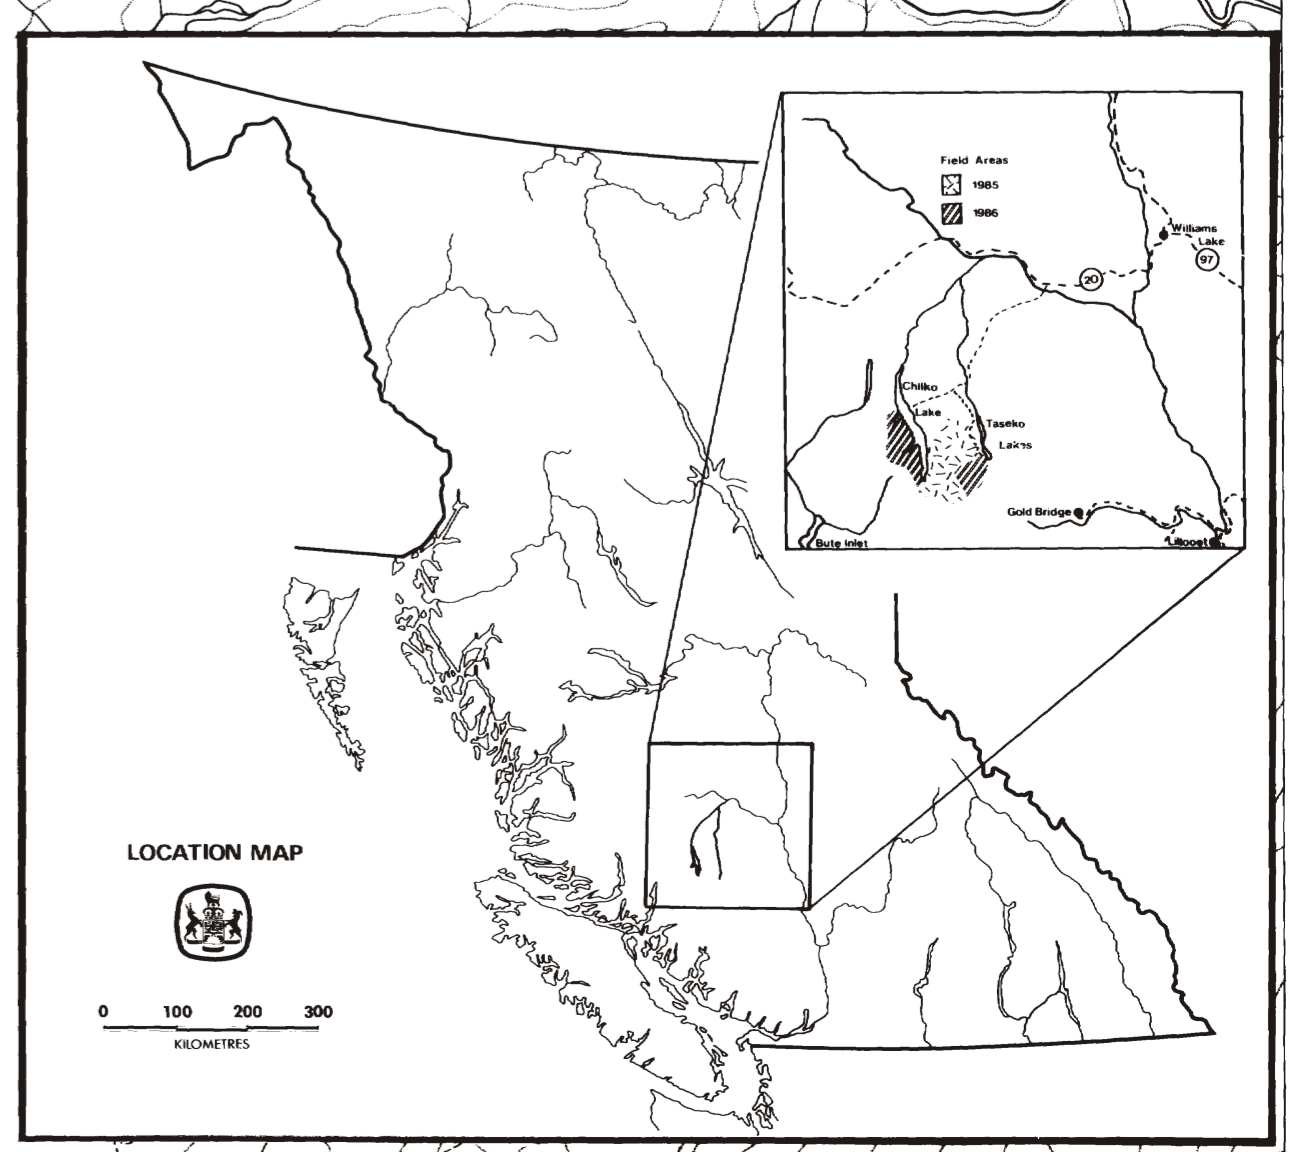 Field Areas
1985
1986
Williams
Lake
97
20
Chilko
Lake
Taseko
Lakes
Gold Bridge
Lillooet
Bute Inlet
LOCATION MAP
0 100 200 300
KILOMETRES